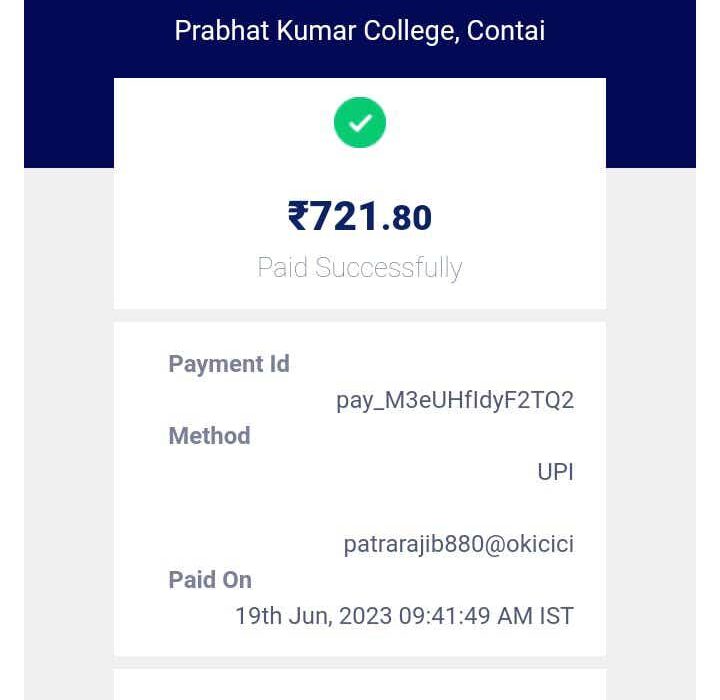 Prabhat Kumar College, Contai
₹721.80
Paid Successfully
Payment Id
pay_M3eUHfIdyF2TQ2
Method
UPI
patrarajib880@okicici
Paid On
19th Jun, 2023 09:41:49 AM IST